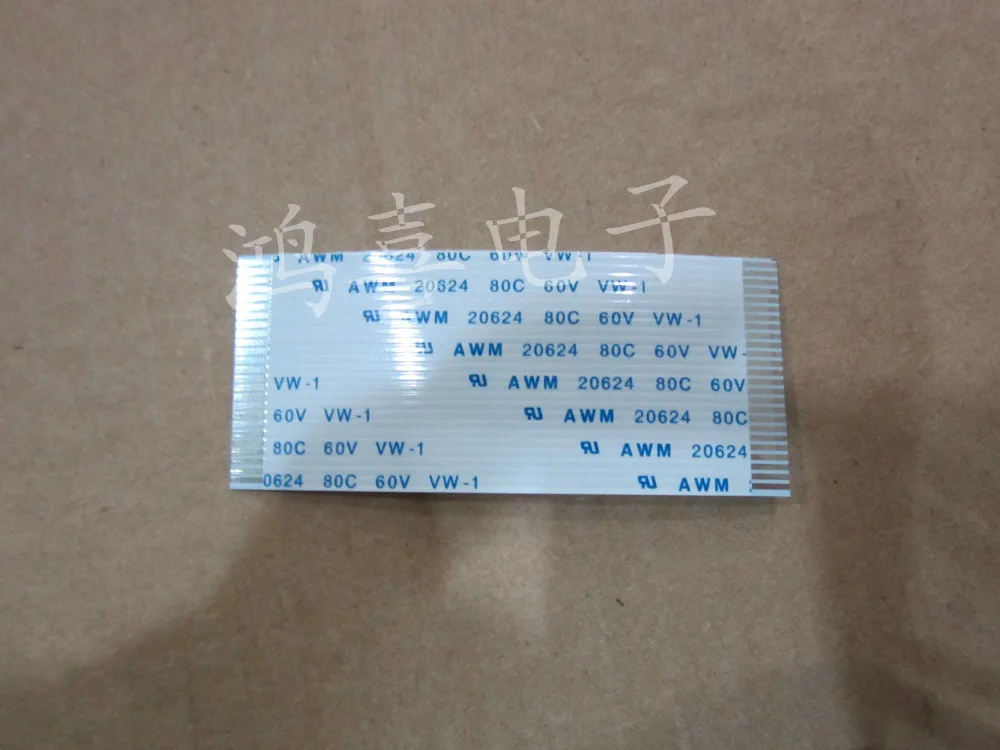 鸿喜电子
AWM 20624 80C 60V VW-1
AWM 20624 80C 60V VW-1
AWM 20624 80C 60V VW-1
AWM 20624 80C 60V VW-
VW-1 AWM 20624 80C 60V
60V VW-1 AWM 20624 80C
80C 60V VW-1 AWM 20624
0624 80C 60V VW-1 AWM